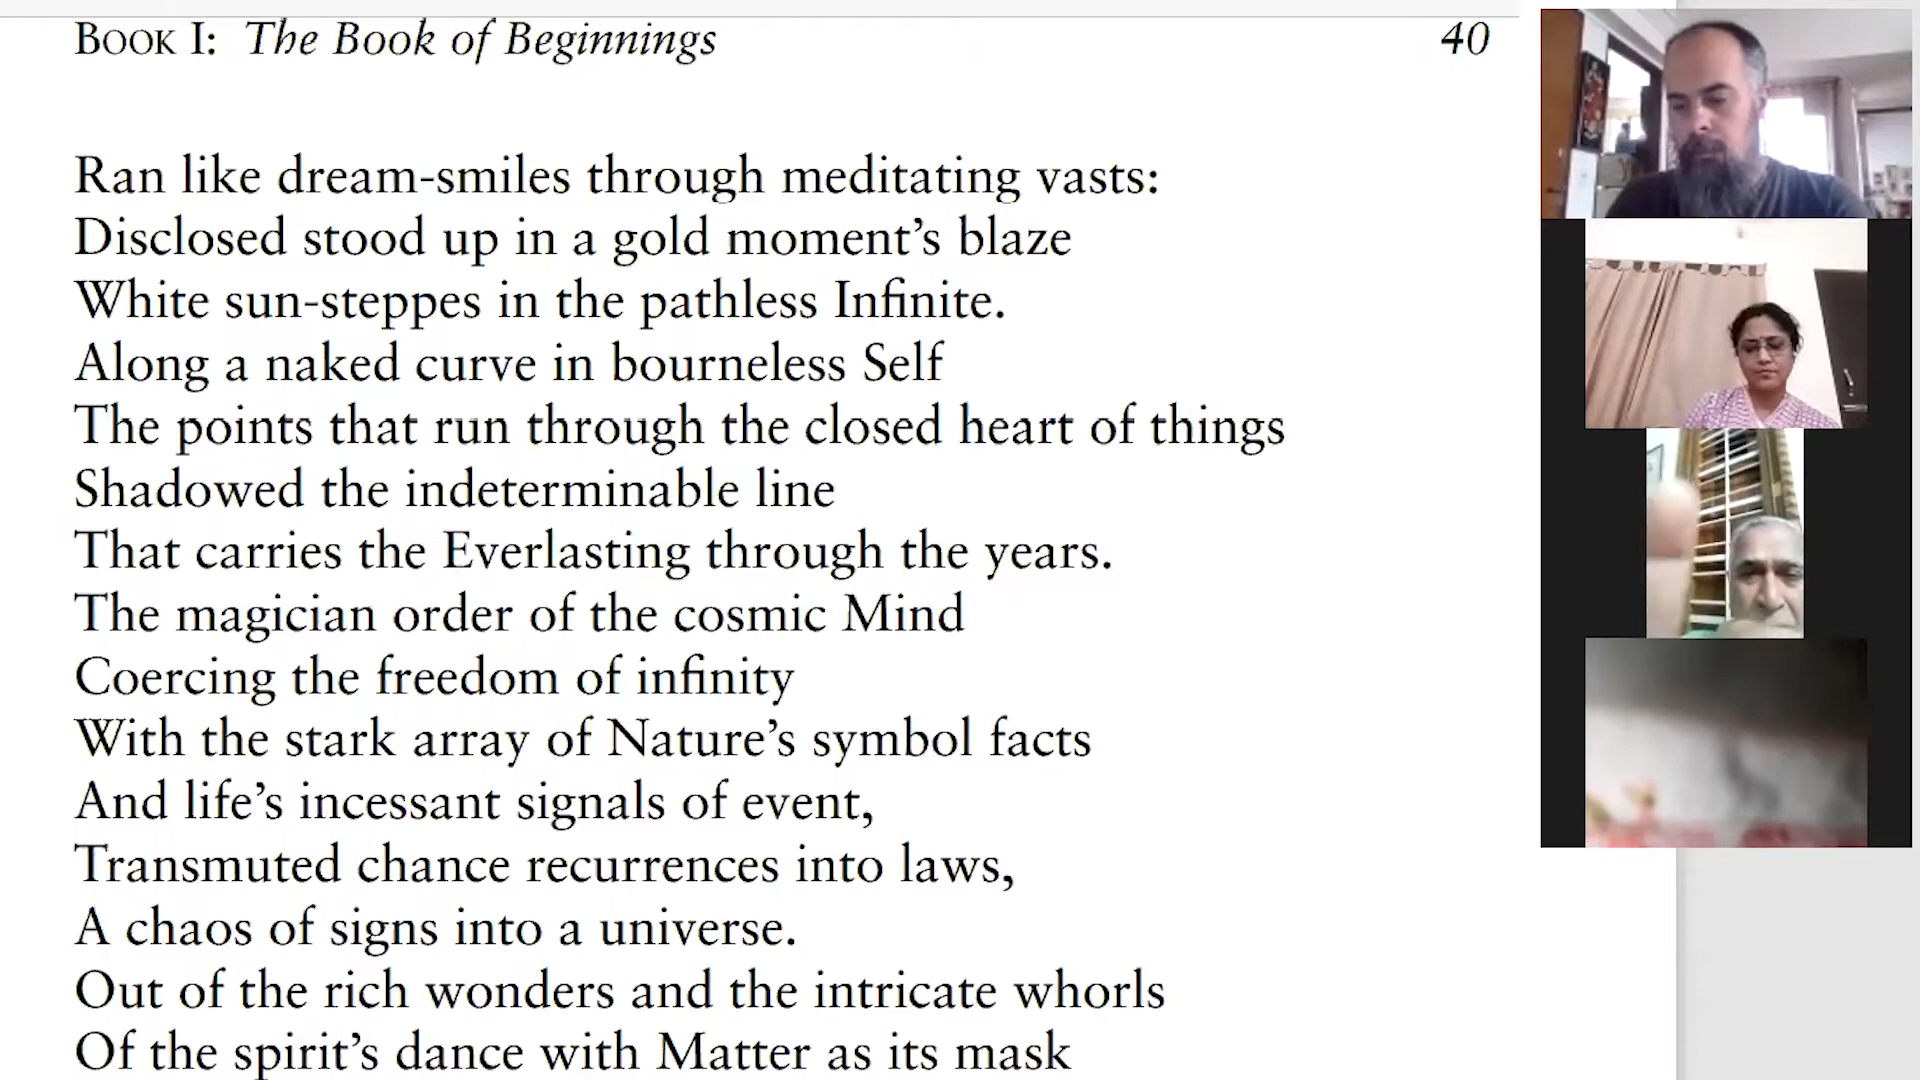 BOOK I: The Book of Beginnings 40
Ran like dream-smiles through meditating vasts:
Disclosed stood up in a gold moment’s blaze
White sun-steppes in the pathless Infinite.
Along a naked curve in bourneless Self
The points that run through the closed heart of things
Shadowed the indeterminable line
That carries the Everlasting through the years.
The magician order of the cosmic Mind
Coercing the freedom of infinity
With the stark array of Nature’s symbol facts
And life’s incessant signals of event,
Transmuted chance recurrences into laws,
A chaos of signs into a universe.
Out of the rich wonders and the intricate whorls
Of the spirit’s dance with Matter as its mask